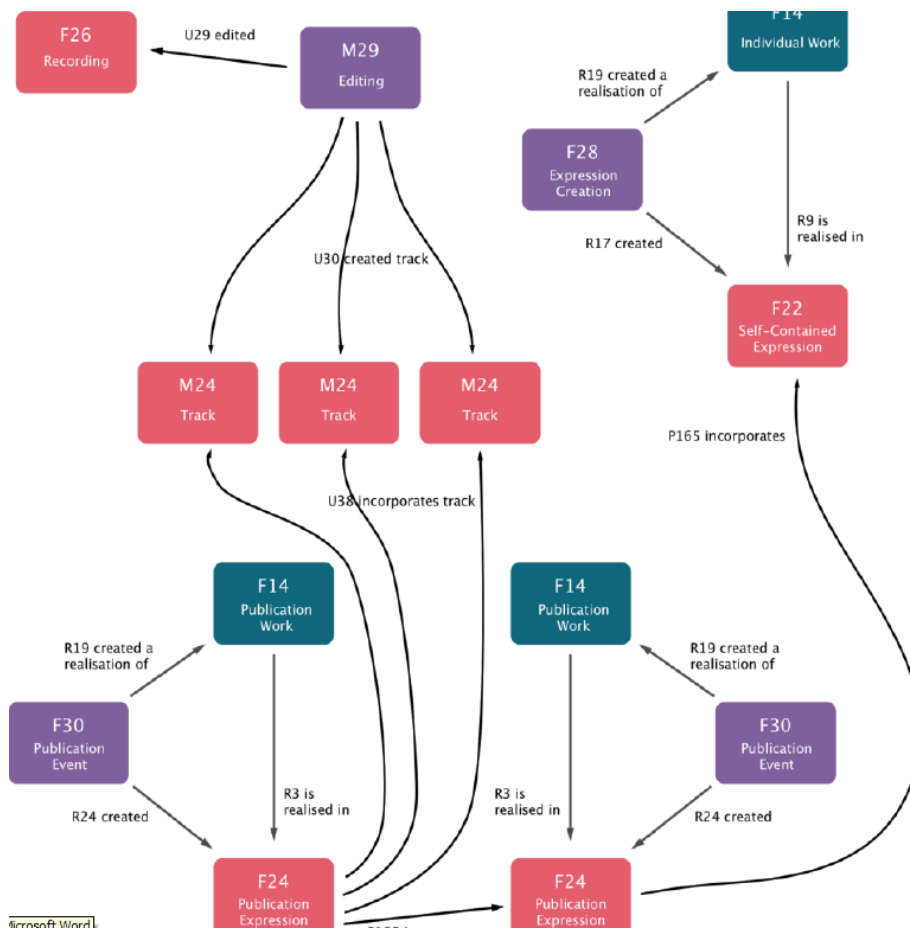 F26
Recording
U29 edited
M29
Editing
F14
Individual Work
R19 created a
realisation of
F28
Expression
Creation
R17 created
R9 is
realised in
F22
Self-Contained
Expression
U30 created track
M24
Track
M24
Track
M24
Track
P165 incorporates
U38 incorporates track
F14
Publication
Work
R19 created a
realisation of
F30
Publication
Event
R24 created
R3 is
realised in
F24
Publication
Expression
F14
Publication
Work
R19 created a
realisation of
F30
Publication
Event
R3 is
realised in
R24 created
F24
Publication
Expression
Microsoft Word